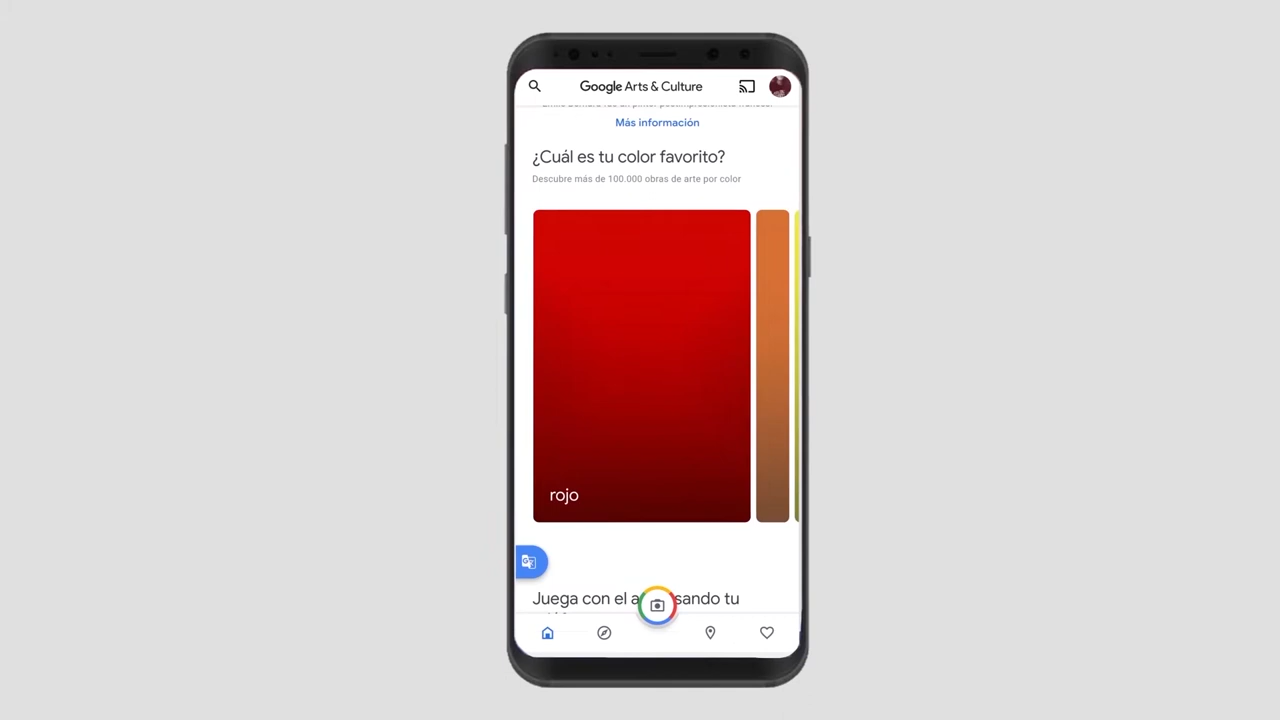 Google Arts & Culture
Más información
¿Cuál es tu color favorito?
Descubre más de 100.000 obras de arte por color
rojo
Juega con el a sando tu